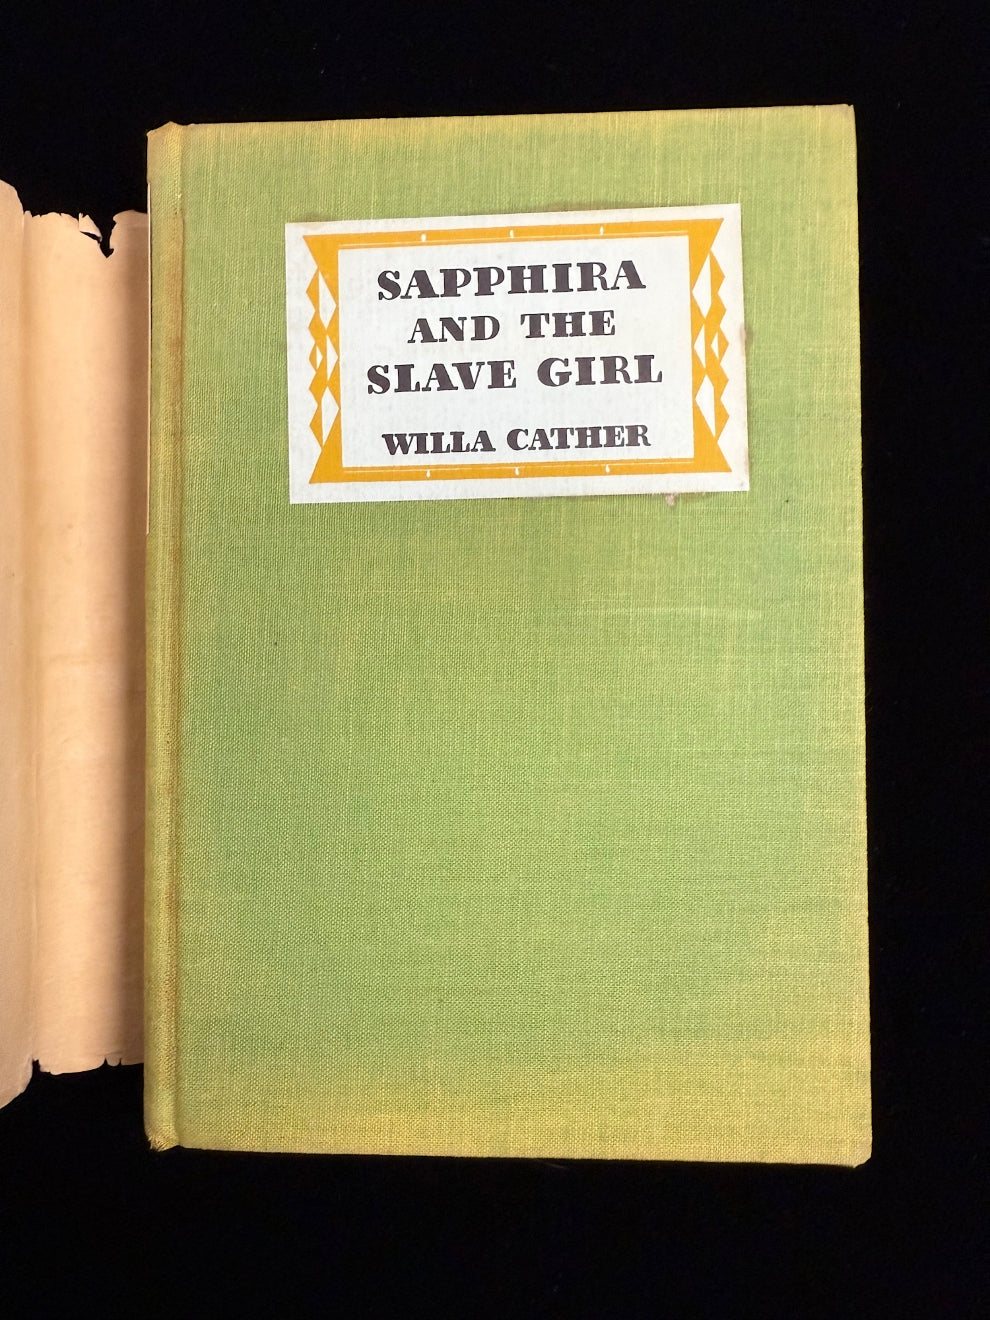 SAPPHIRA
AND THE
SLAVE GIRL
WILLA CATHER